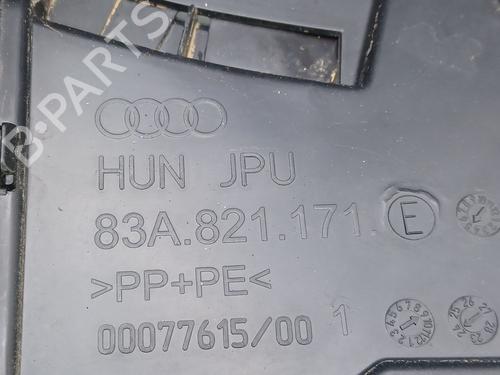 B-PARTS
HUN JPU
83A.821.171. E
>PP+PE<
00077615/00 1